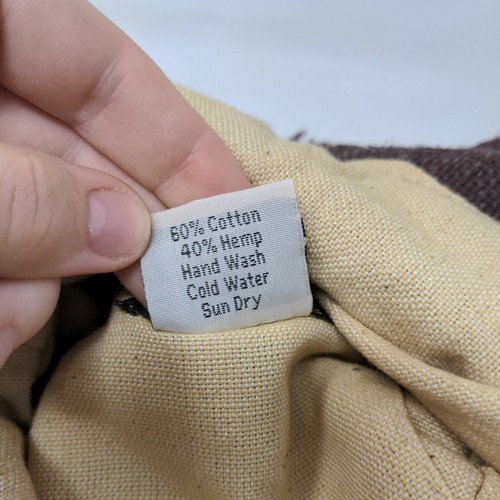 60% Cotton
40% Hemp
Hand Wash
Cold Water
Sun Dry